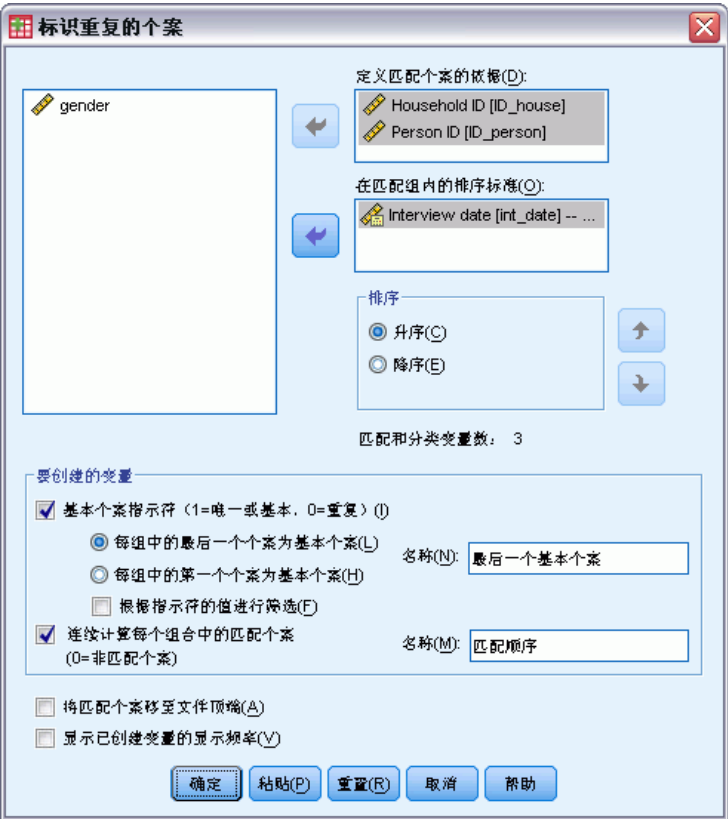 标识重复的个案
定义匹配个案的依据(D):
gender
Household ID [ID_house]
Person ID [ID_person]
在匹配组内的排序标准(O):
Interview date [int_date] -- ...
排序
升序(C)
降序(E)
匹配和分类变量数： 3
要创建的变量
基本个案指示符（1=唯一或基本，0=重复）(I)
每组中的最后一个个案为基本个案(L)
名称(N):
最后一个基本个案
每组中的第一个个案为基本个案(H)
根据指示符的值进行筛选(F)
连续计算每个组合中的匹配个案
(0=非匹配个案)
名称(M):
匹配顺序
将匹配个案移至文件顶端(A)
显示已创建变量的显示频率(V)
确定 粘贴(P) 重置(R) 取消 帮助